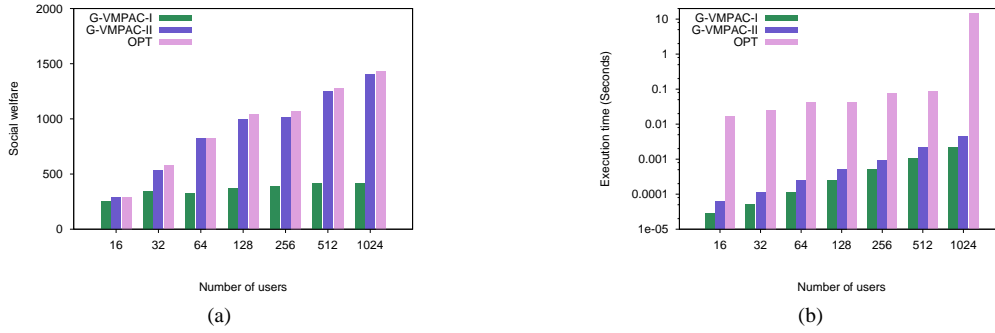 2000
1500
1000
500
0
Social welfare
G-VMPAC-I
G-VMPAC-II
OPT
16 32 64 128 256 512 1024
Number of users
(a)
10
1
0.1
0.01
0.001
0.0001
1e-05
Execution time (Seconds)
G-VMPAC-I
G-VMPAC-II
OPT
16 32 64 128 256 512 1024
Number of users
(b)